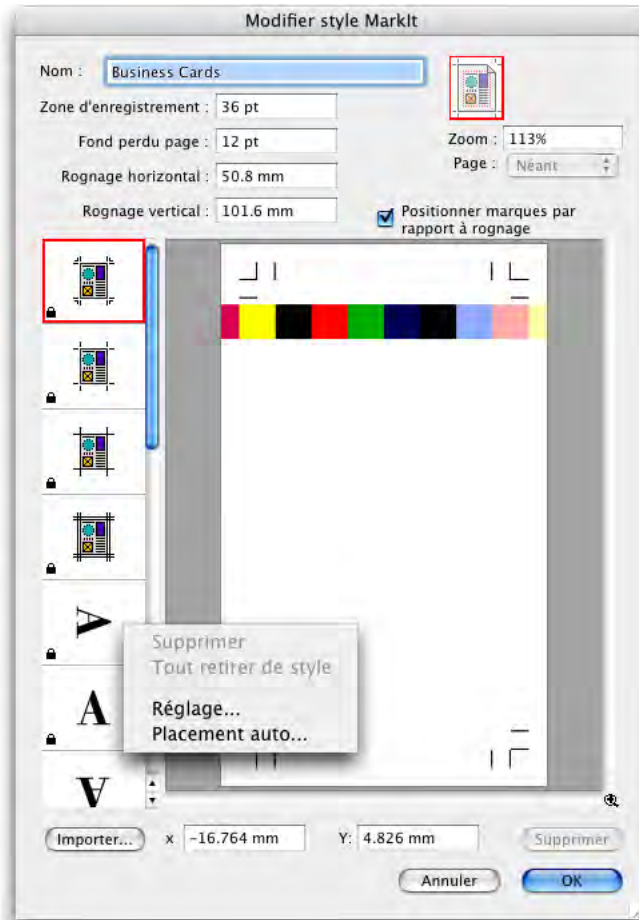 Modifier style MarkIt
Nom : Business Cards
Zone d'enregistrement : 36 pt
Fond perdu page : 12 pt
Zoom : 113%
Rognage horizontal : 50.8 mm
Page : Néant
Rognage vertical : 101.6 mm
Positionner marques par
rapport à rognage
A
Supprimer
Tout retirer de style
Réglage...
Placement auto...
A
A
Importer... x -16.764 mm Y: 4.826 mm Supprimer
Annuler OK